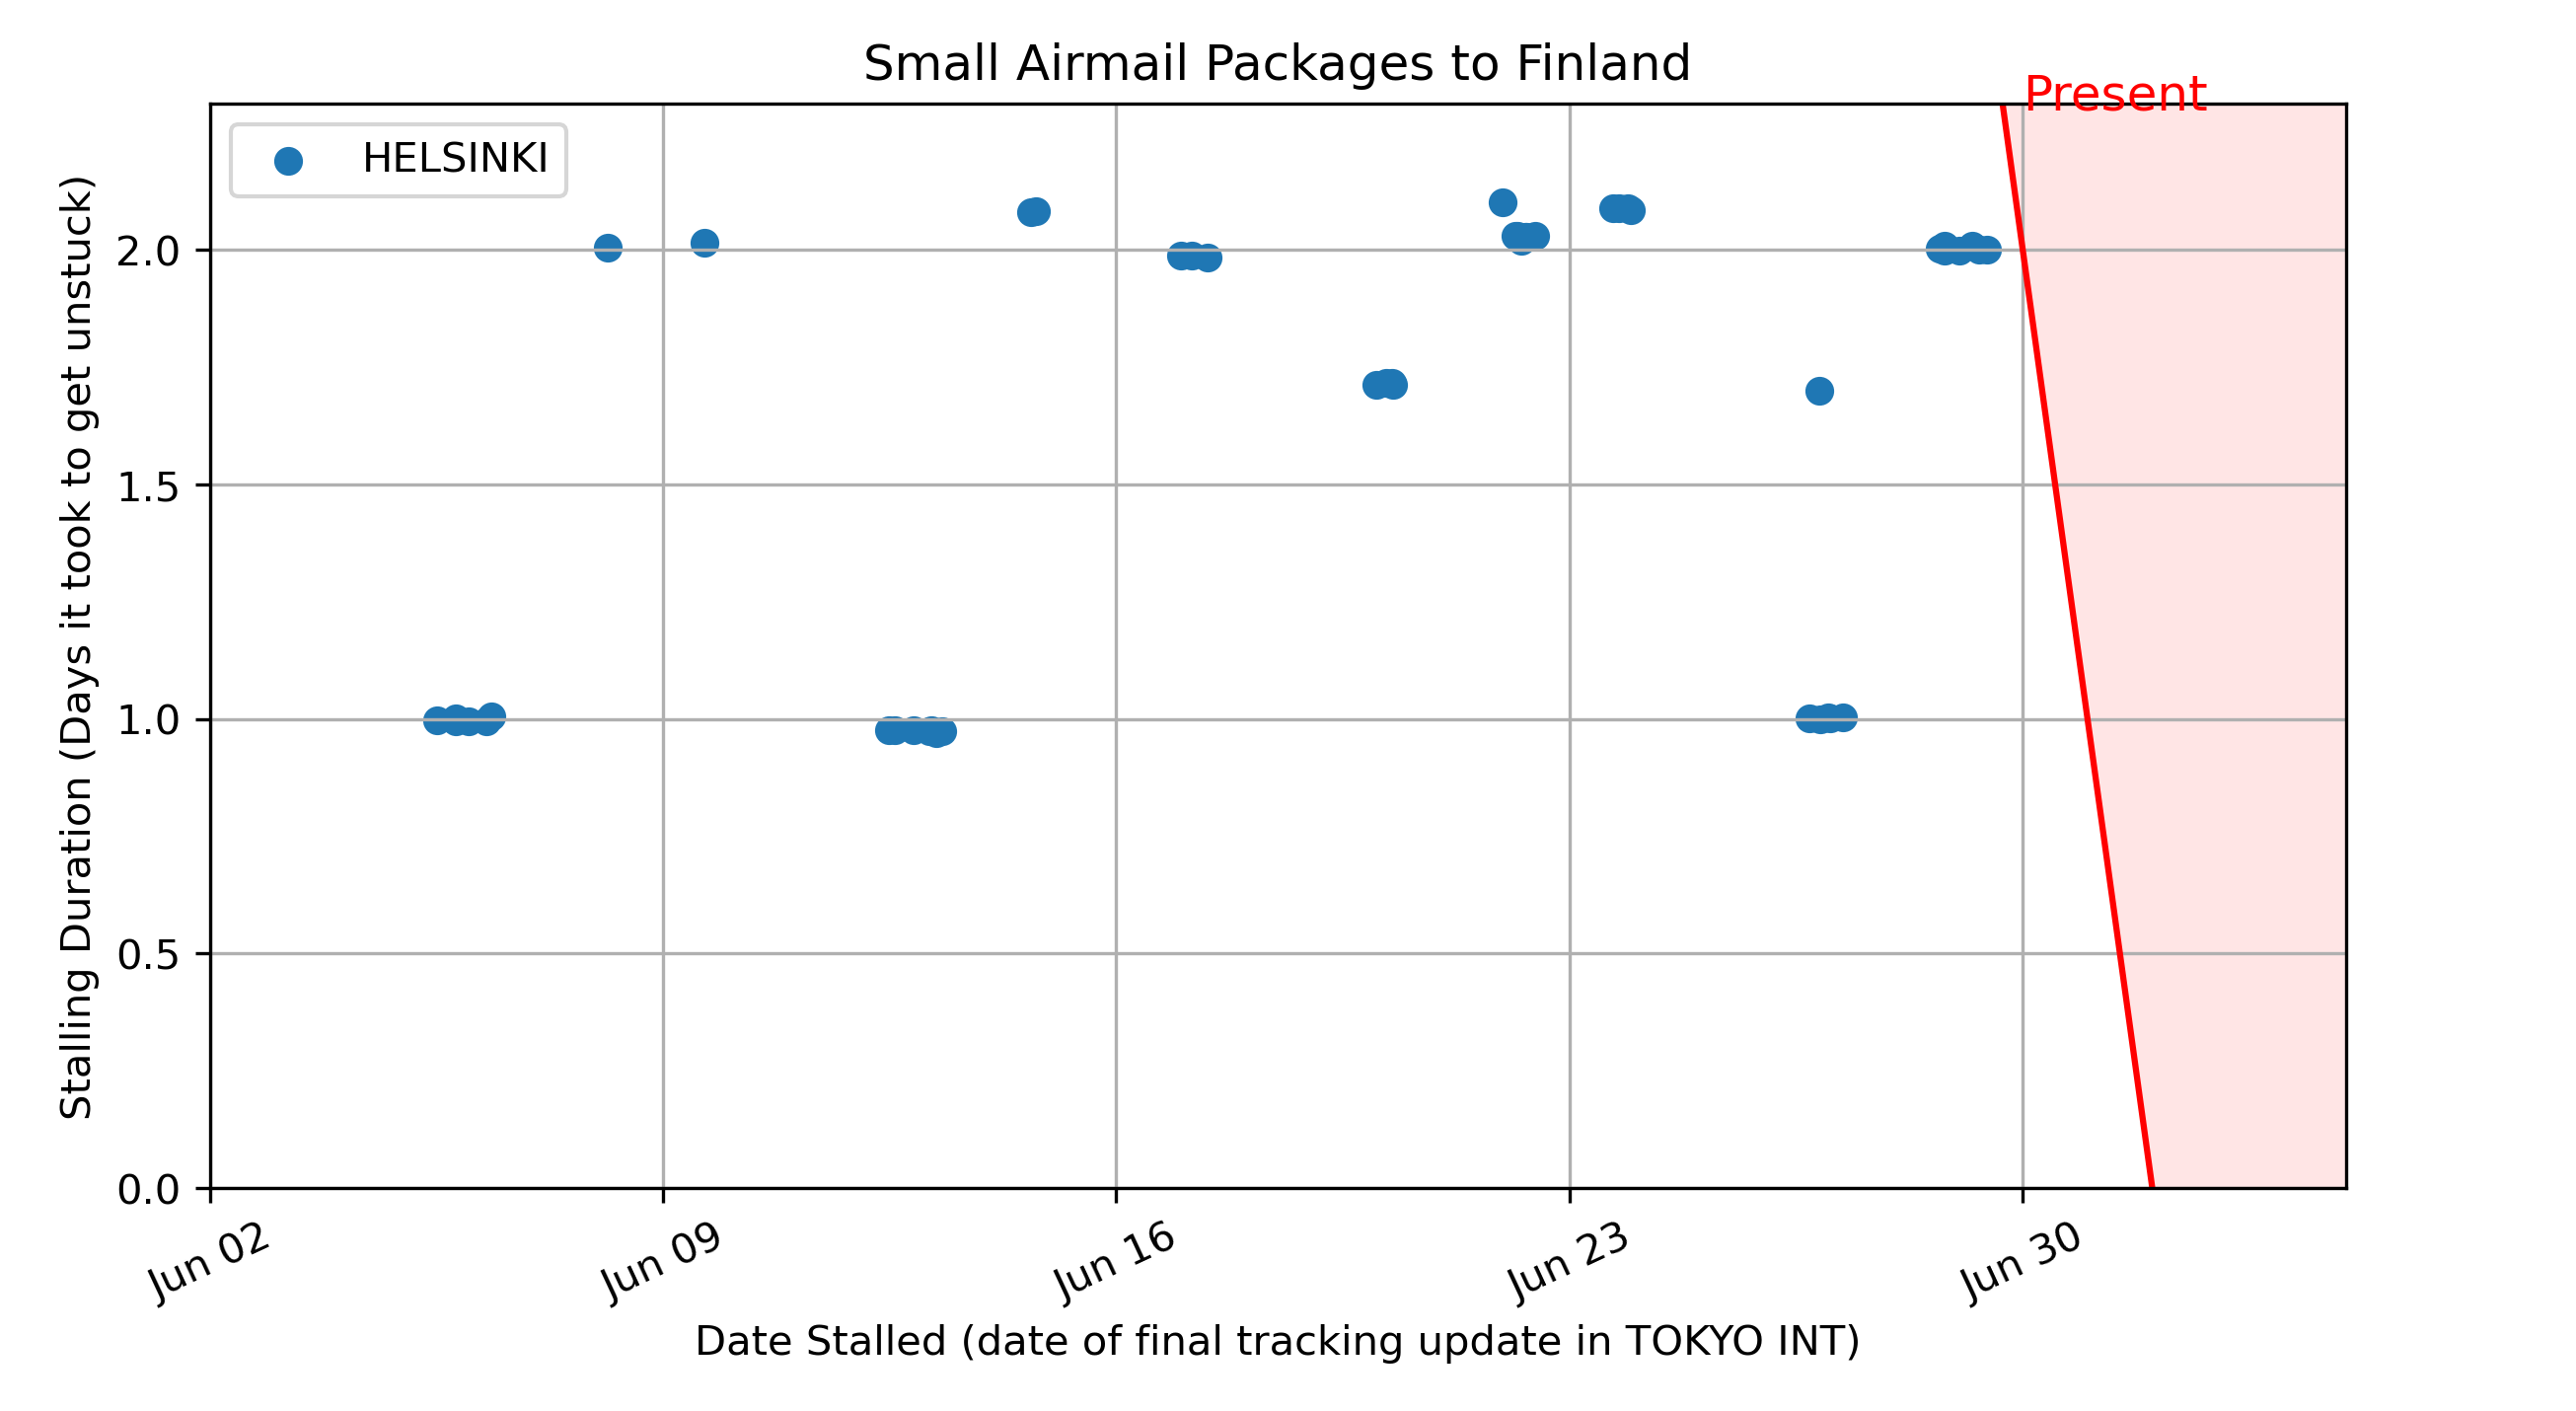 Small Airmail Packages to Finland
Present
HELSINKI
Stalling Duration (Days it took to get unstuck)
2.0
1.5
1.0
0.5
0.0
Jun 02
Jun 09
Jun 16
Jun 23
Jun 30
Date Stalled (date of final tracking update in TOKYO INT)